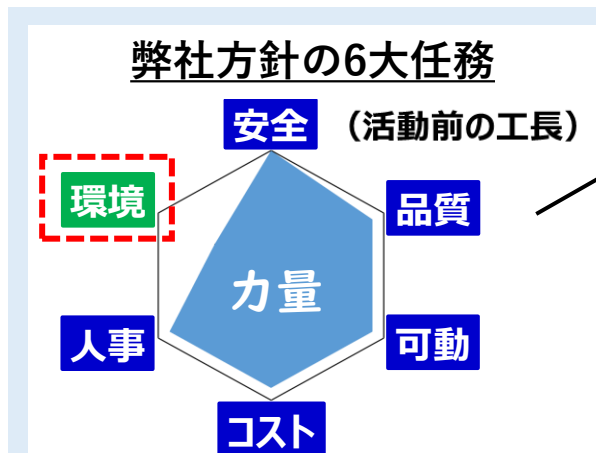 弊社方針の6大任務
安全 （活動前の工長）
環境
品質
力量
人事
可動
コスト